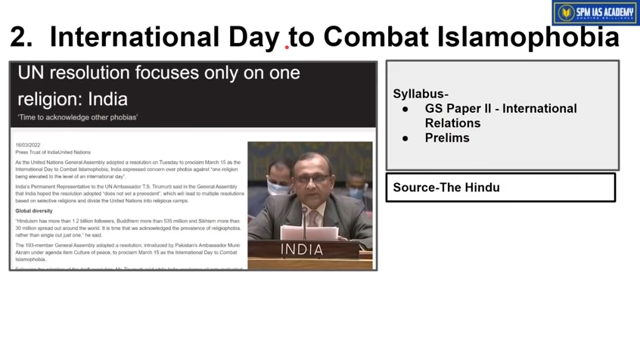 SPM IAS ACADEMY
2. International Day to Combat Islamophobia
UN resolution focuses only on one
religion: India
'Time to acknowledge other phobias'
16/03/2022
Press Trust of IndiaUnited Nations
As the United Nations General Assembly adopted a resolution on Tuesday to proclaim March 15 as the
International Day to Combat Islamophobia, India expressed concern over phobia against "one religion
being elevated to the level of an international day".
India's Permanent Representative to the UN Ambassador T.S. Tirumurti said in the General Assembly that
that India hoped the resolution adopted "does not set a precedent", which will lead to multiple resolutions
based on selective religions and divide the United Nations into religious camps.
Global diversity
"Hinduism has more than 1.2 billion followers, Buddhism more than 535 million and Sikhism more than
30 million spread out around the world. It is time that we acknowledged the prevalence of religiophobia,
rather than single out just one," he said.
The 193-member General Assembly adopted a resolution, introduced by Pakistan's Ambassador Munir
Akram under agenda item Culture of peace, to proclaim March 15 as the International Day to Combat
Islamophobia.
INDIA
Syllabus-
● GS Paper II - International
Relations
● Prelims
Source-The Hindu